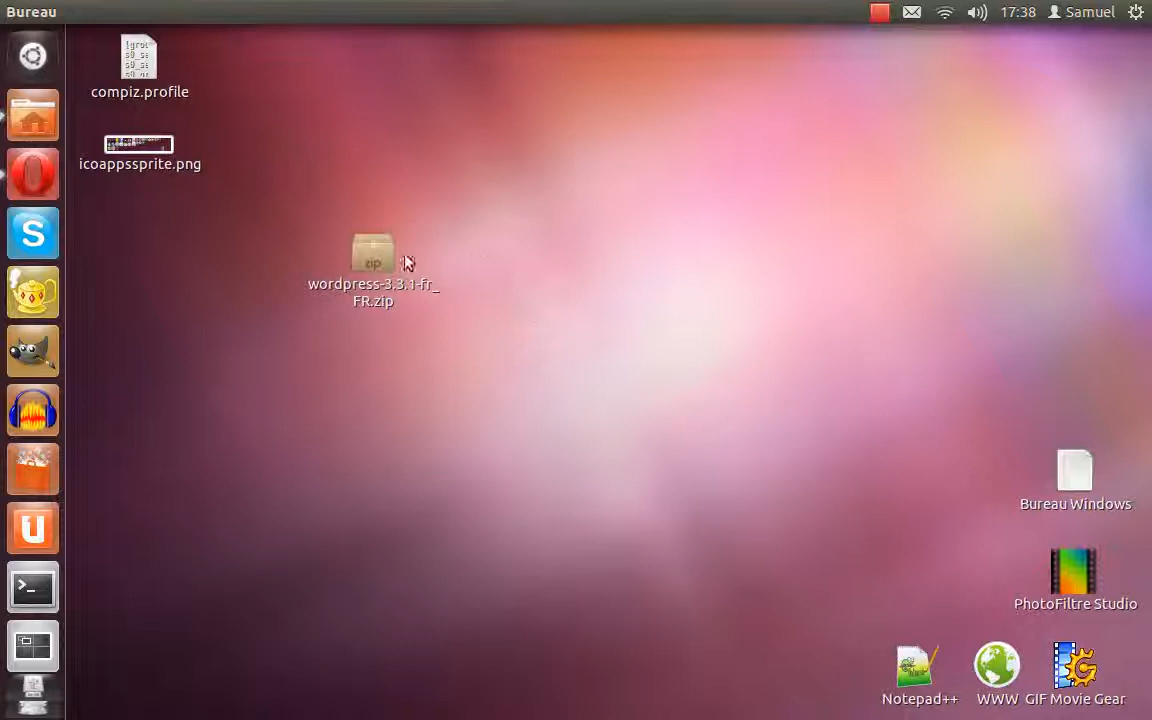 Bureau
17:38
Samuel
compiz.profile
icoappssprite.png
zip
wordpress-3.3.1-fr_
FR.zip
Bureau Windows
PhotoFiltre Studio
Notepad++
WWW
GIF Movie Gear